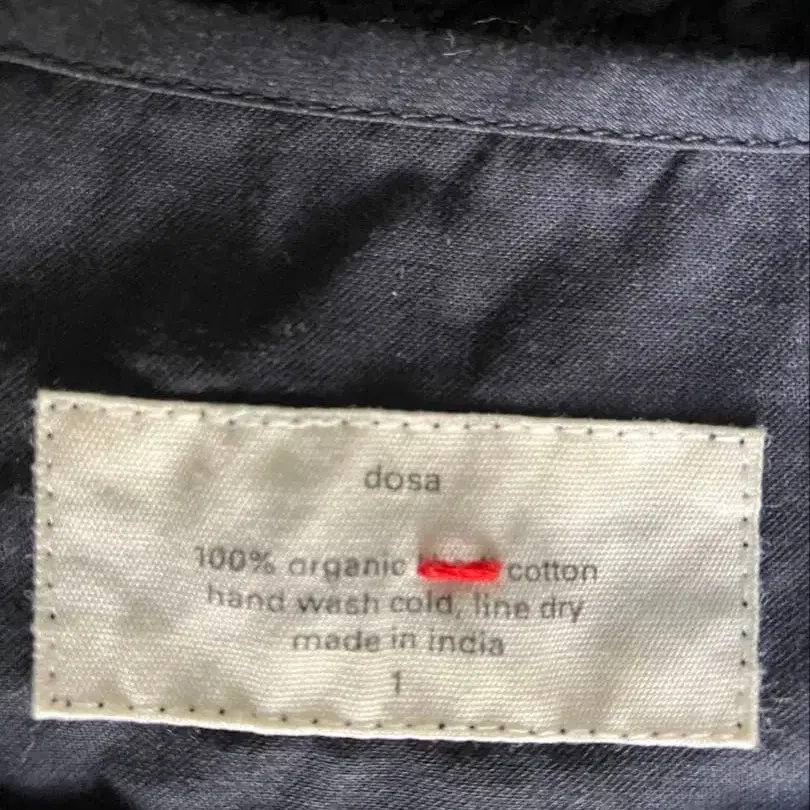 dosa
100% organic cotton
hand wash cold, line dry
made in india
1